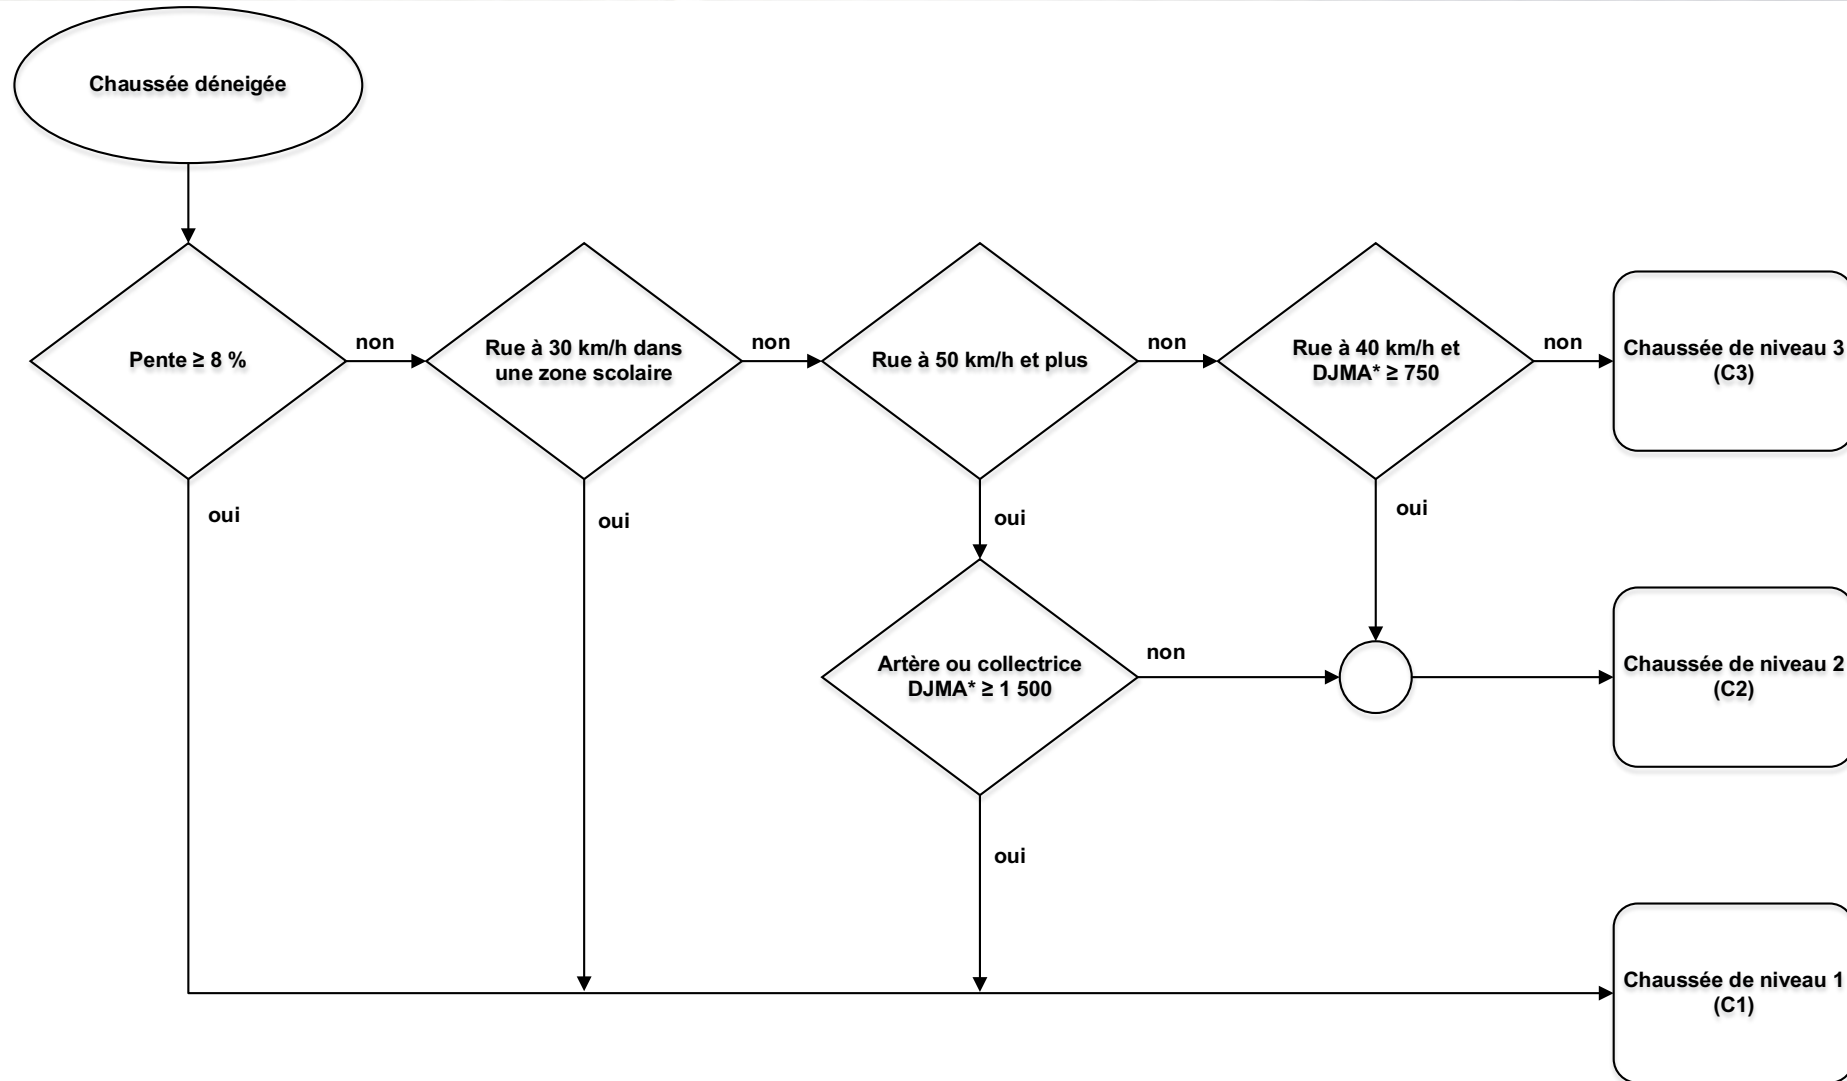 Chaussée déneigée
Pente ≥ 8 %
non
Rue à 30 km/h dans
une zone scolaire
non
Rue à 50 km/h et plus
non
Rue à 40 km/h et
DJMA* ≥ 750
non
Chaussée de niveau 3
(C3)
oui
oui
oui
oui
Artère ou collectrice
DJMA* ≥ 1 500
non
Chaussée de niveau 2
(C2)
oui
Chaussée de niveau 1
(C1)